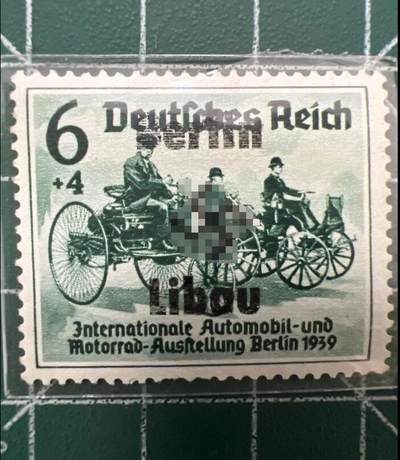 6 Deutsches Reich
+4 Berlin
Libau
Internationale Automobil-und
Motorrad-Ausstellung Berlin 1939